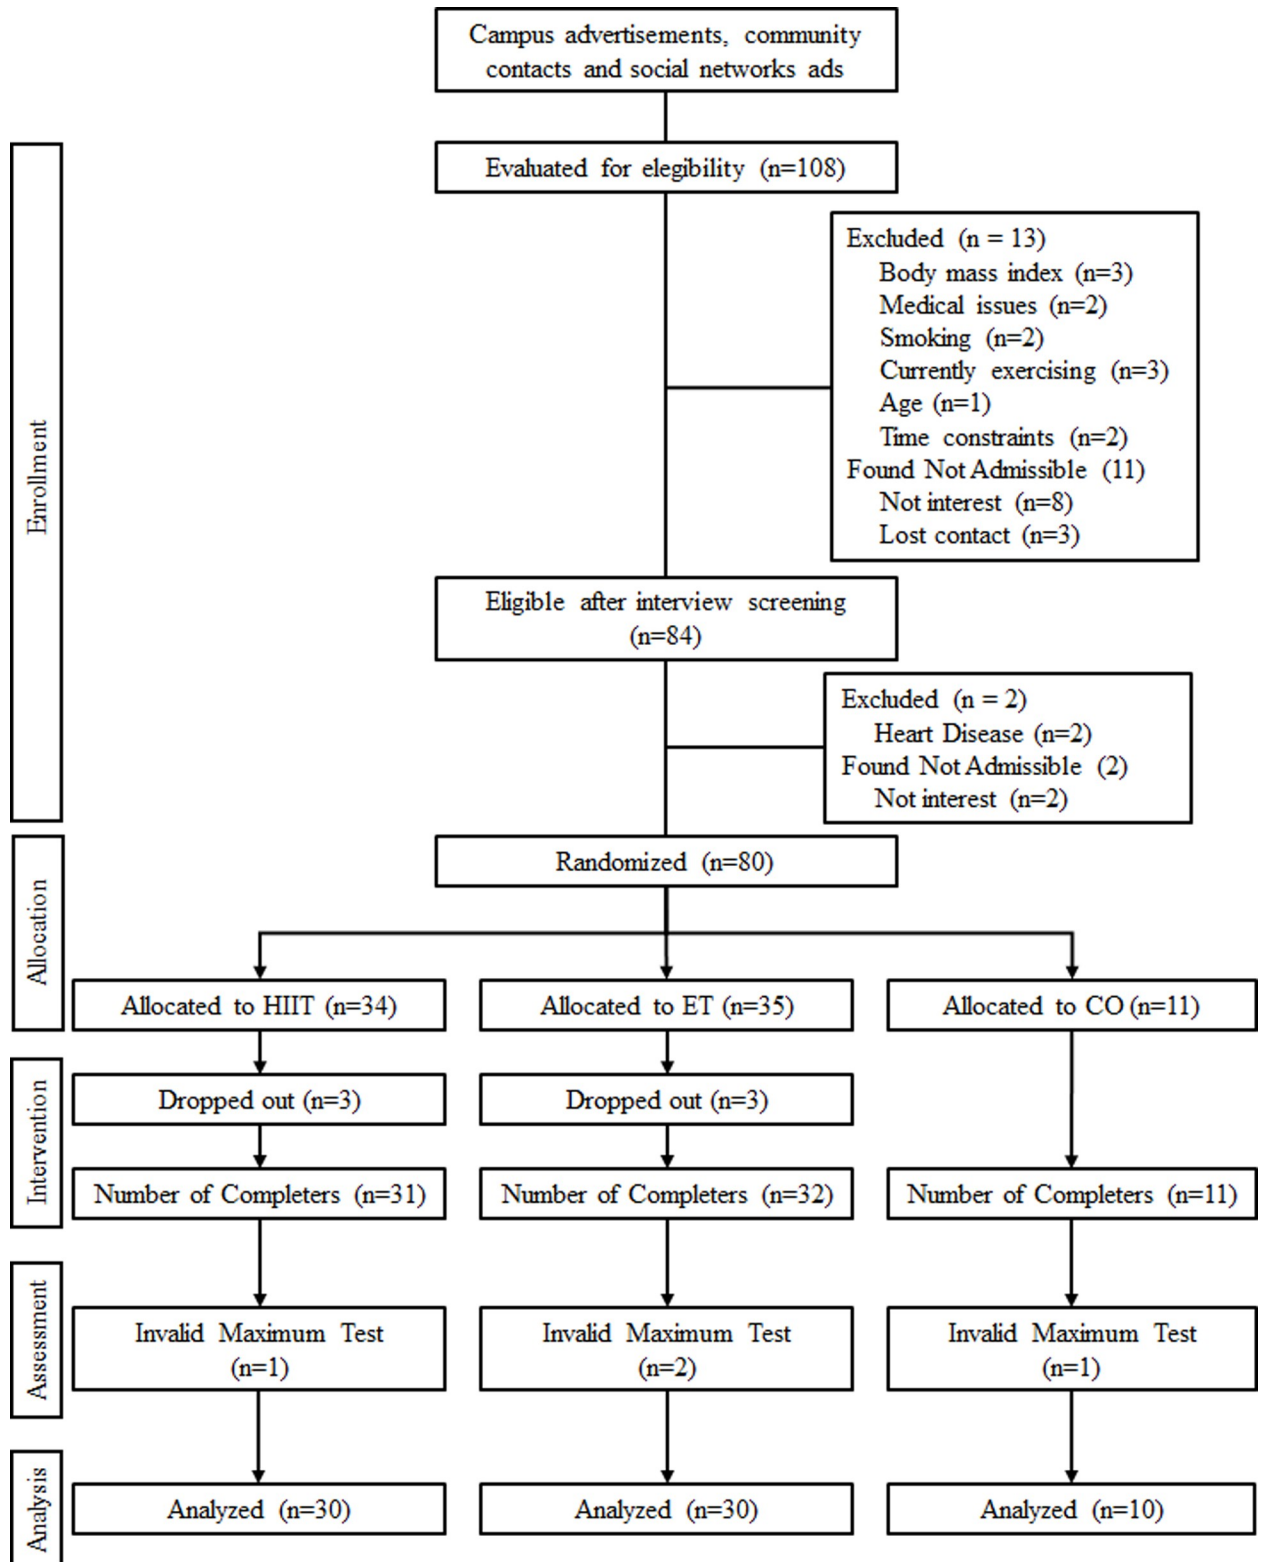 Campus advertisements, community
contacts and social networks ads
Enrollment
Evaluated for elegibility (n=108)
Excluded (n = 13)
Body mass index (n=3)
Medical issues (n=2)
Smoking (n=2)
Currently exercising (n=3)
Age (n=1)
Time constraints (n=2)
Found Not Admissible (11)
Not interest (n=8)
Lost contact (n=3)
Eligible after interview screening
(n=84)
Excluded (n = 2)
Heart Disease (n=2)
Found Not Admissible (2)
Not interest (n=2)
Allocation
Randomized (n=80)
Allocated to HIIT (n=34)
Allocated to ET (n=35)
Allocated to CO (n=11)
Intervention
Dropped out (n=3)
Dropped out (n=3)
Number of Completers (n=31)
Number of Completers (n=32)
Number of Completers (n=11)
Assessment
Invalid Maximum Test
(n=1)
Invalid Maximum Test
(n=2)
Invalid Maximum Test
(n=1)
Analysis
Analyzed (n=30)
Analyzed (n=30)
Analyzed (n=10)